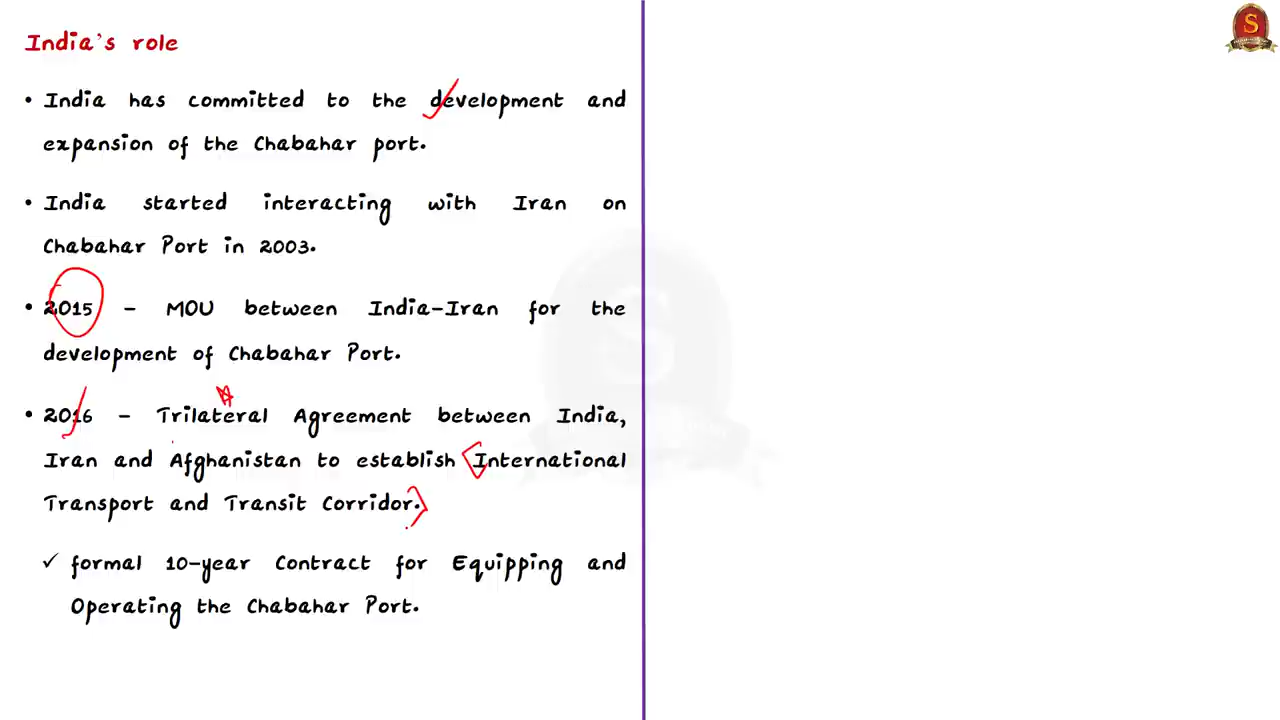 India's role
• India has committed to the development and
expansion of the Chabahar port.
• India started interacting with Iran on
Chabahar Port in 2003.
• 2015 – MOU between India-Iran for the
development of Chabahar Port.
• 2016 – Trilateral Agreement between India,
Iran and Afghanistan to establish International
Transport and Transit Corridor.
✓ formal 10-year Contract for Equipping and
Operating the Chabahar Port.
S